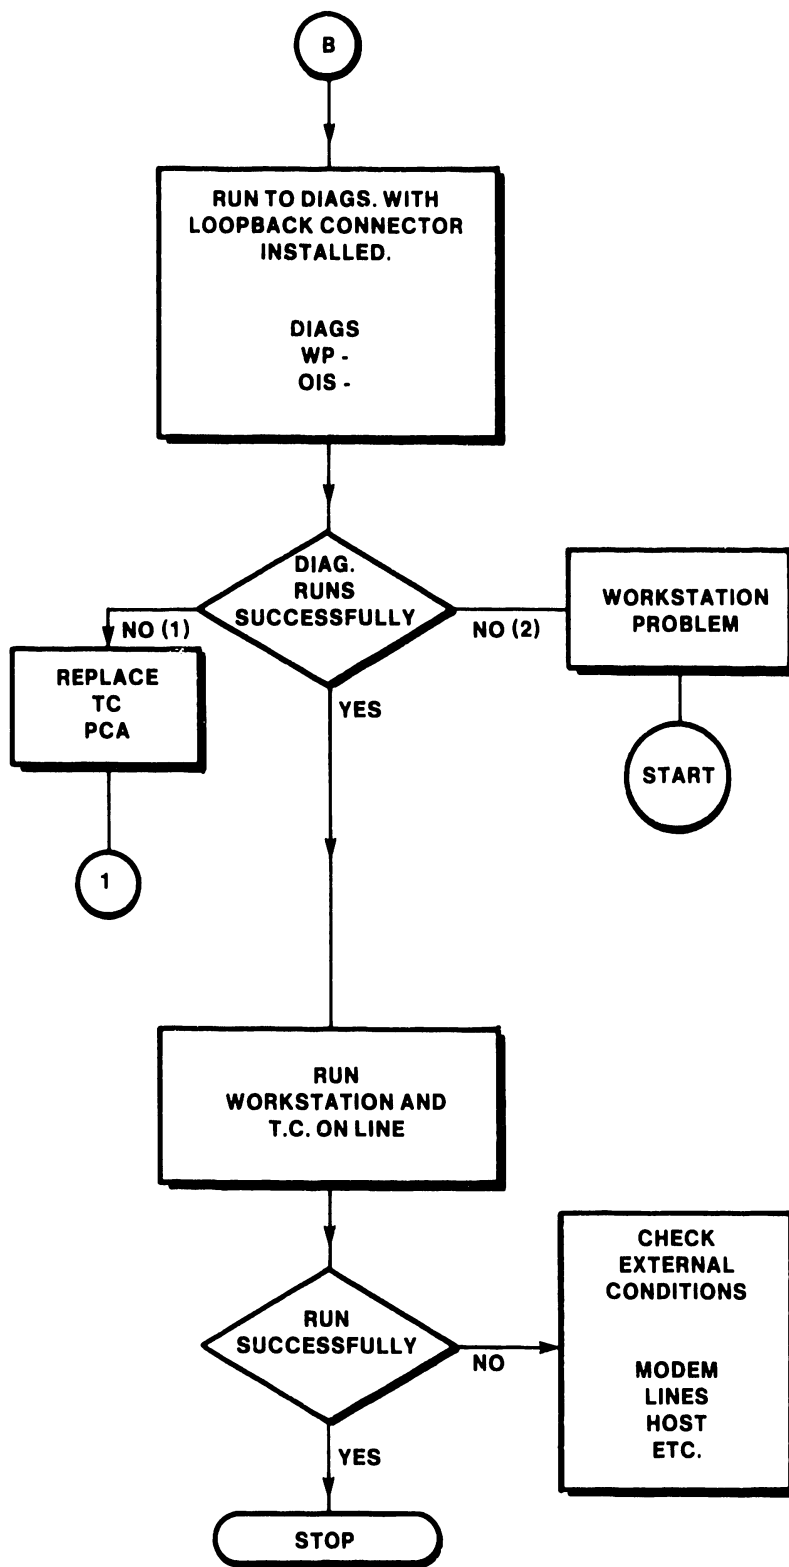 B
RUN TO DIAGS. WITH
LOOPBACK CONNECTOR
INSTALLED.
DIAGS
WP -
OIS -
DIAG.
RUNS
SUCCESSFULLY
NO (1)
NO (2)
WORKSTATION
PROBLEM
REPLACE
TC
PCA
YES
START
1
RUN
WORKSTATION AND
T.C. ON LINE
RUN
SUCCESSFULLY
NO
CHECK
EXTERNAL
CONDITIONS
MODEM
LINES
HOST
ETC.
YES
STOP